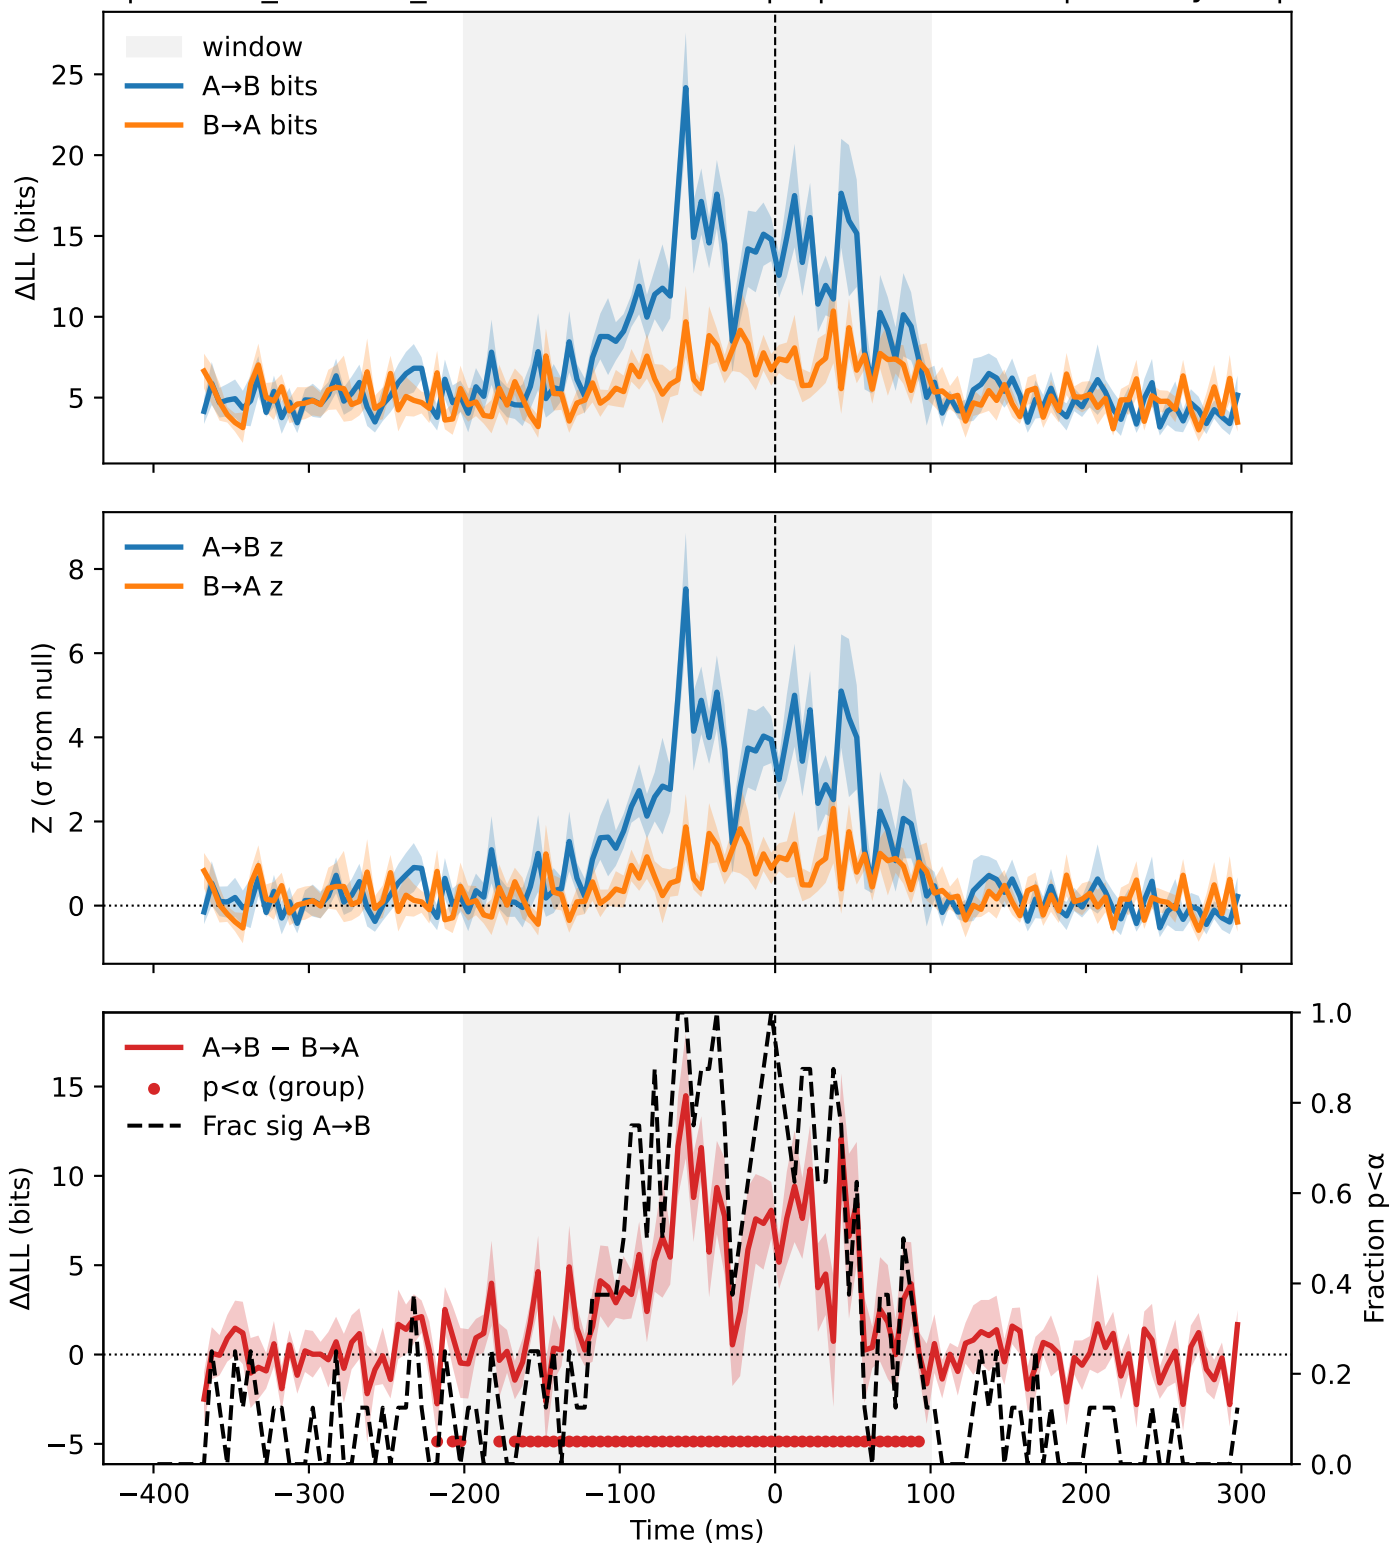 window
A→B bits
B→A bits
25
20
15
10
5
ΔLL (bits)
A→B z
B→A z
8
6
4
2
0
Z (σ from null)
A→B − B→A
p<α (group)
Frac sig A→B
15
10
5
0
−5
ΔΔLL (bits)
1.0
0.8
0.6
0.4
0.2
0.0
Fraction p<α
−400 −300 −200 −100 0 100 200 300
Time (ms)